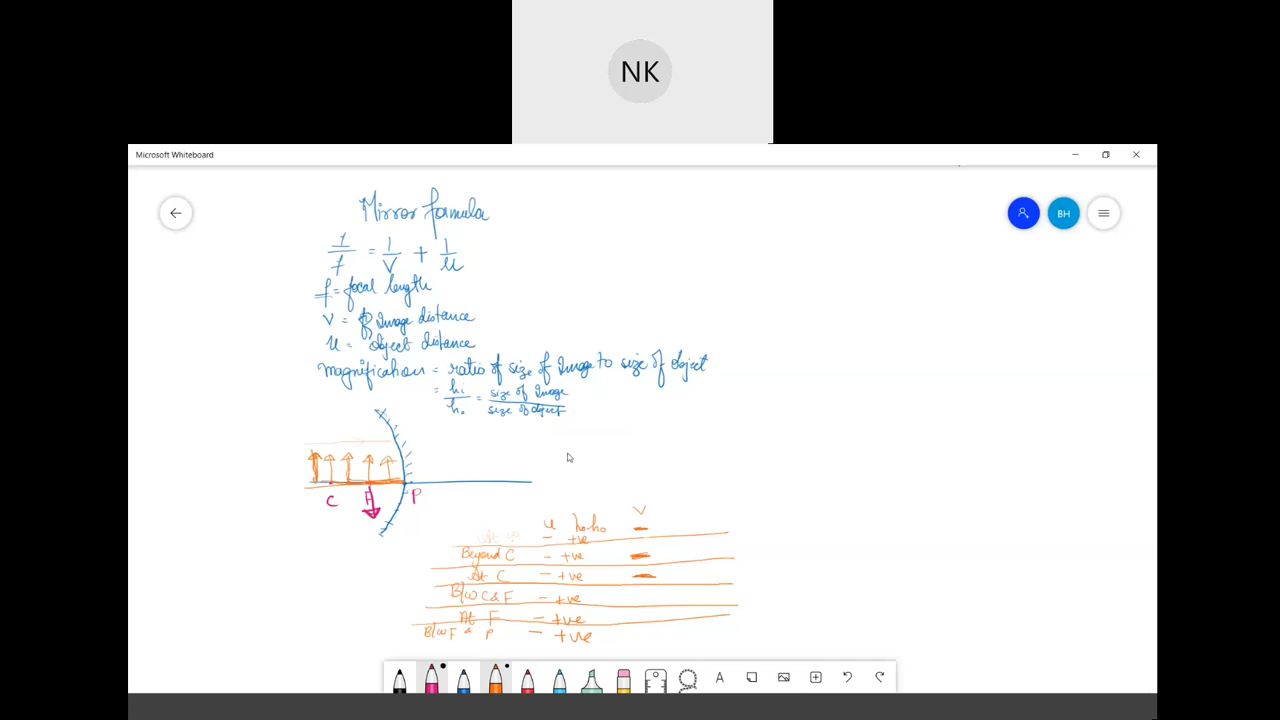 NK
Microsoft Whiteboard
BH
Mirror formula
1/f = 1/v + 1/u
f = focal length
v = Image distance
u = object distance
magnification = ratio of size of Image to size of object
= hi/ho = size of Image/size of object
C F P
u ho v
- +ve -
Beyond C - +ve -
At C - +ve -
B/w C & F - +ve
At F - +ve
B/w F & P - +ve
A